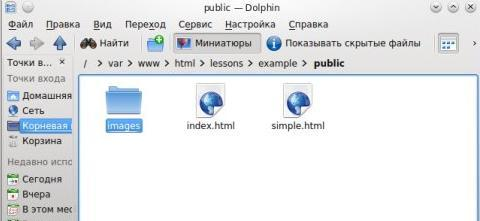 public — Dolphin
Файл Правка Вид Переход Сервис Настройка Справка
Найти Миниатюры Показывать скрытые файлы
Точки в... / > var > www > html > lessons > example > public
Точки входа
Домашняя
Сеть
Корневая
Корзина
images index.html simple.html
Недавно испо
Сегодня
Вчера
В этом мес